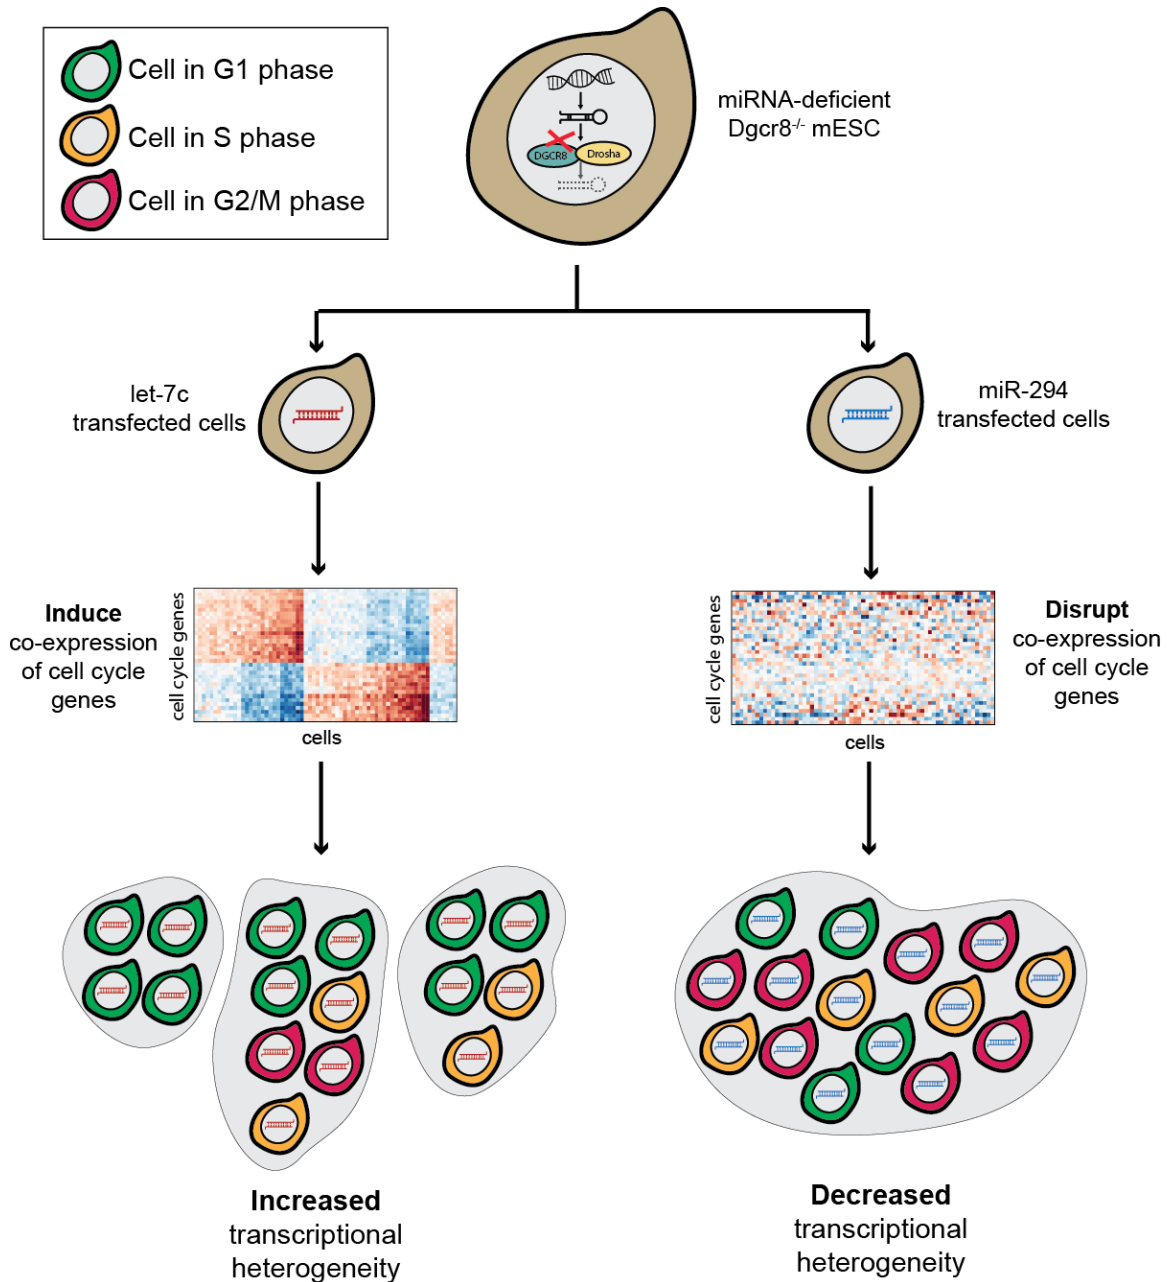 Cell in G1 phase
Cell in S phase
Cell in G2/M phase
miRNA-deficient
Dgcr8-/- mESC
DGCR8
Drosha
let-7c
transfected cells
miR-294
transfected cells
Induce
co-expression
of cell cycle
genes
cell cycle genes
cells
cell cycle genes
cells
Disrupt
co-expression
of cell cycle
genes
Increased
transcriptional
heterogeneity
Decreased
transcriptional
heterogeneity